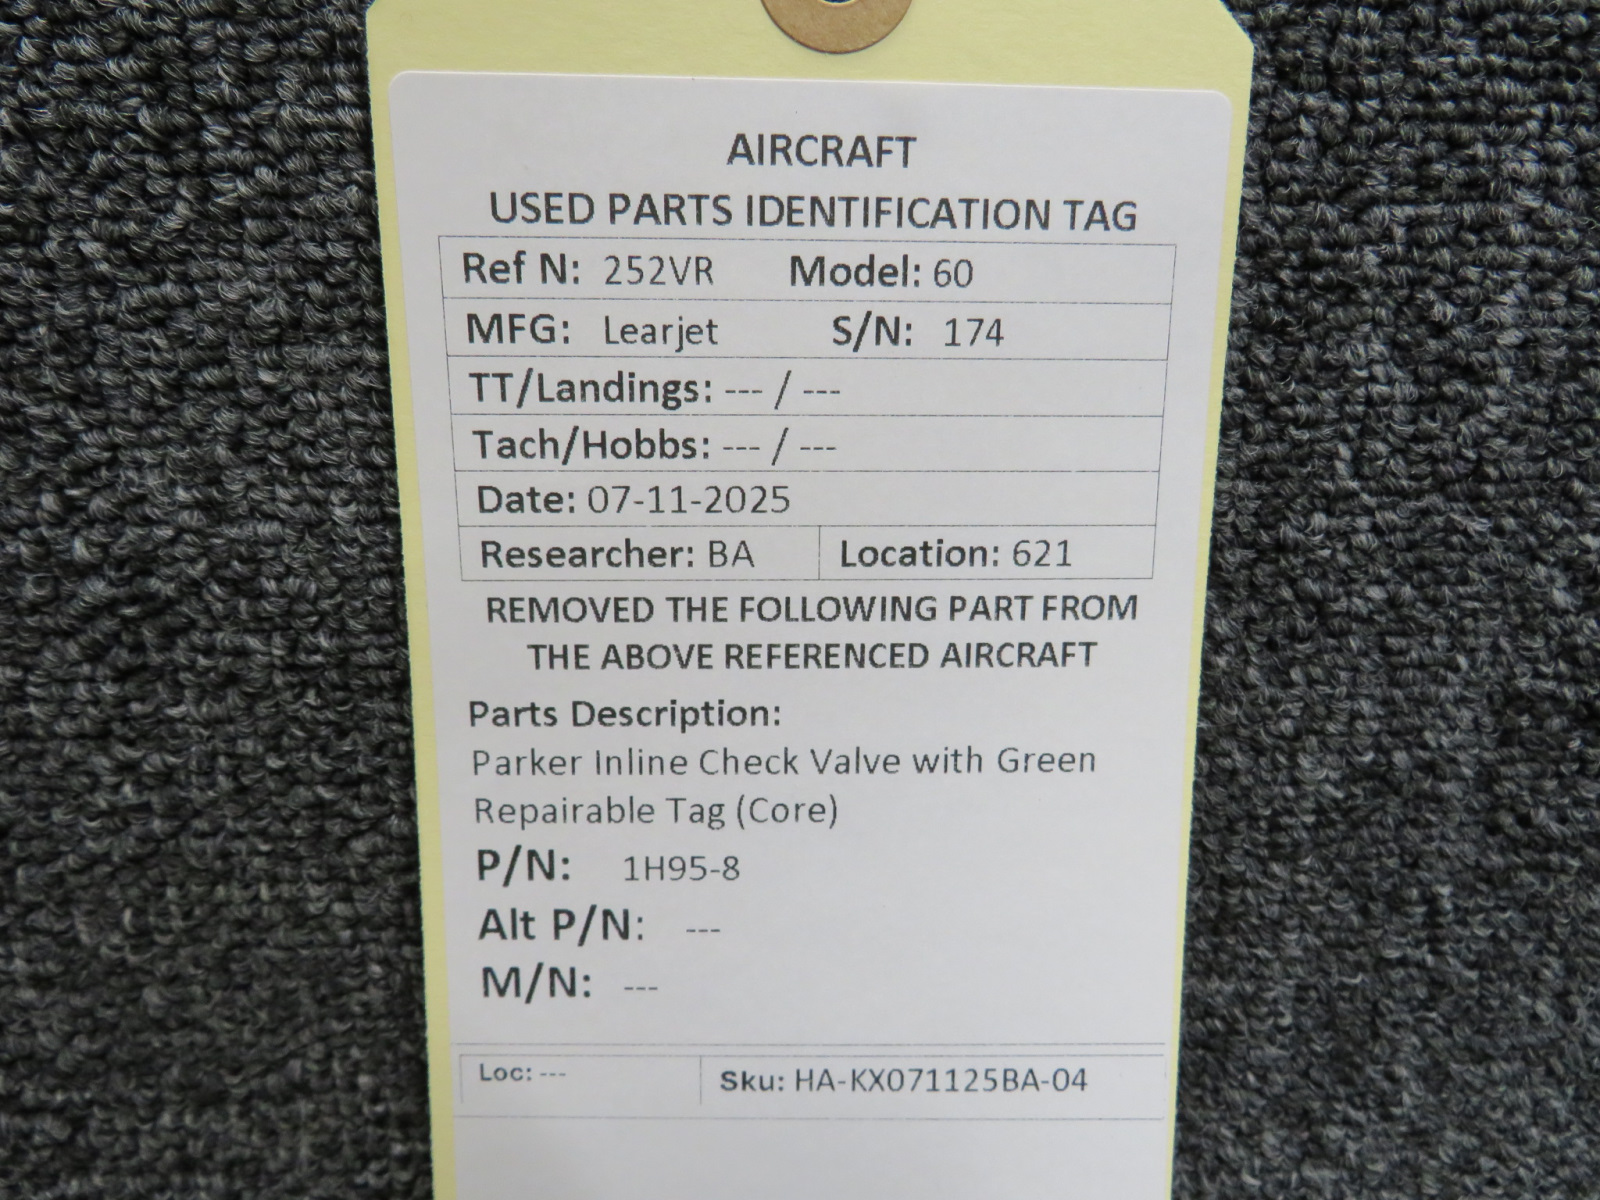 AIRCRAFT
USED PARTS IDENTIFICATION TAG
Ref N: 252VR Model: 60
MFG: Learjet S/N: 174
TT/Landings: --- / ---
Tach/Hobbs: --- / ---
Date: 07-11-2025
Researcher: BA Location: 621
REMOVED THE FOLLOWING PART FROM
THE ABOVE REFERENCED AIRCRAFT
Parts Description:
Parker Inline Check Valve with Green
Repairable Tag (Core)
P/N: 1H95-8
Alt P/N: ---
M/N: ---
Loc: --- Sku: HA-KX071125BA-04